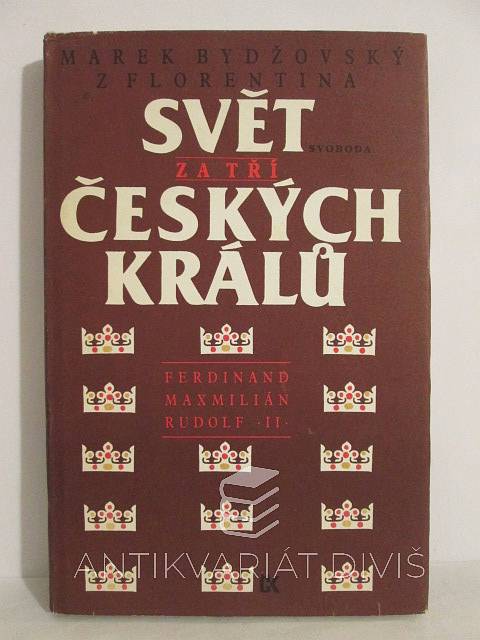 MAREK BYDŽOVSKÝ
Z FLORENTINA
SVĚT
SVOBODA
ZA TŘÍ
ČESKÝCH
KRÁLŮ
FERDINAND
MAXMILIÁN
RUDOLF ·II·
ANTIKVARIÁT DIVIŠ